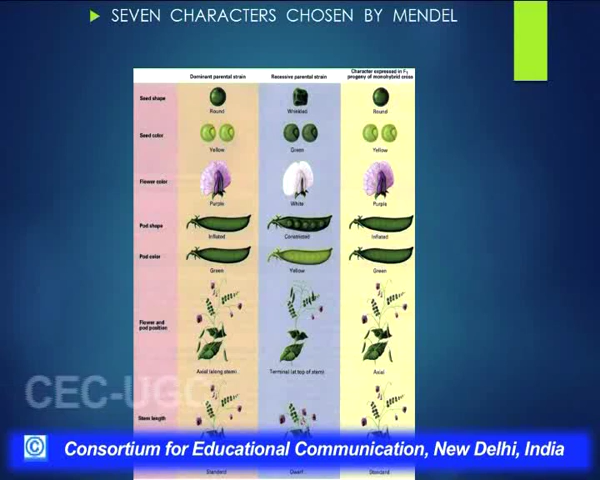 SEVEN CHARACTERS CHOSEN BY MENDEL
Dominant parental strain
Recessive parental strain
Character expressed in F1
progeny of monohybrid cross
Seed shape
Round
Wrinkled
Round
Seed color
Yellow
Green
Yellow
Flower color
Purple
White
Purple
Pod shape
Inflated
Constricted
Inflated
Pod color
Green
Yellow
Green
Flower and
pod position
Axial (along stem)
Terminal (at top of stem)
Axial
CEC-UGC
Stem length
© Consortium for Educational Communication, New Delhi, India
Standard
Dwarf
Standard